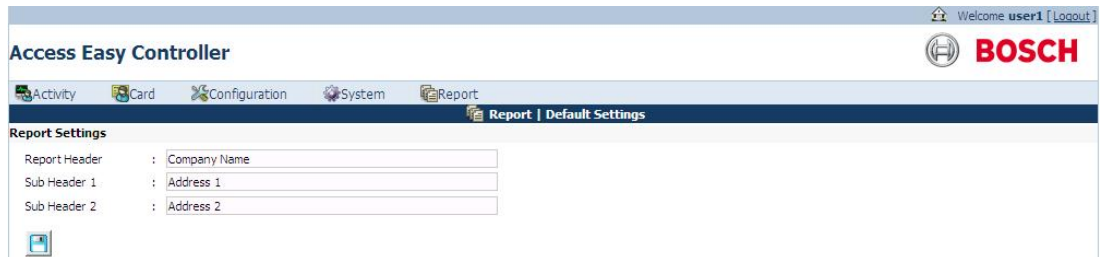 Welcome user1 [Logout]
Access Easy Controller
BOSCH
Activity Card Configuration System Report
Report | Default Settings
Report Settings
Report Header : Company Name
Sub Header 1 : Address 1
Sub Header 2 : Address 2